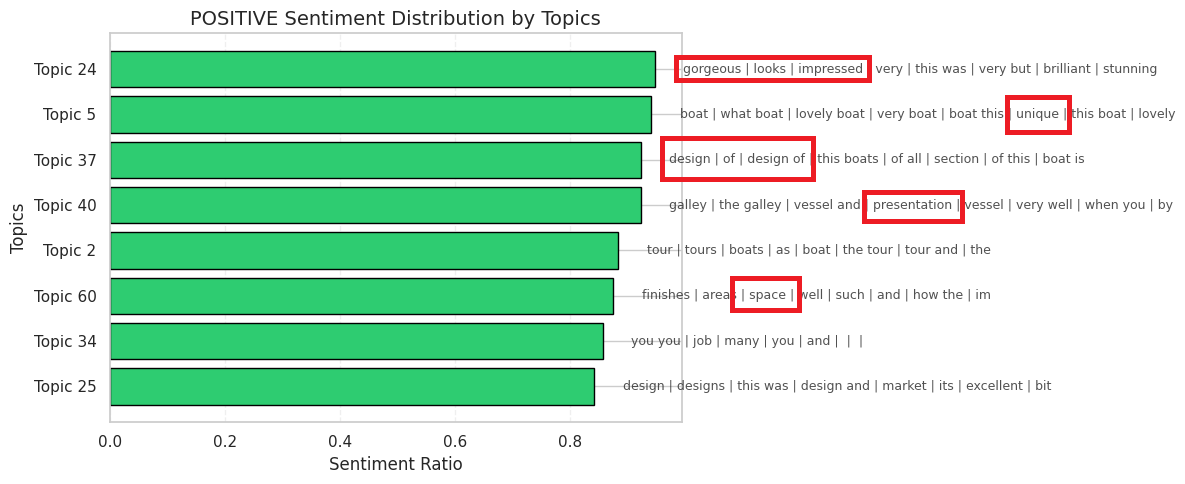 POSITIVE Sentiment Distribution by Topics
Topic 24 gorgeous | looks | impressed | very | this was | very but | brilliant | stunning
Topic 5 boat | what boat | lovely boat | very boat | boat this | unique | this boat | lovely
Topic 37 design | of | design of | this boats | of all | section | of this | boat is
Topic 40 galley | the galley | vessel and | presentation | vessel | very well | when you | by
Topic 2 tour | tours | boats | as | boat | the tour | tour and | the
Topic 60 finishes | areas | space | well | such | and | how the | im
Topic 34 you you | job | many | you | and | | |
Topic 25 design | designs | this was | design and | market | its | excellent | bit
Topics
0.0 0.2 0.4 0.6 0.8
Sentiment Ratio